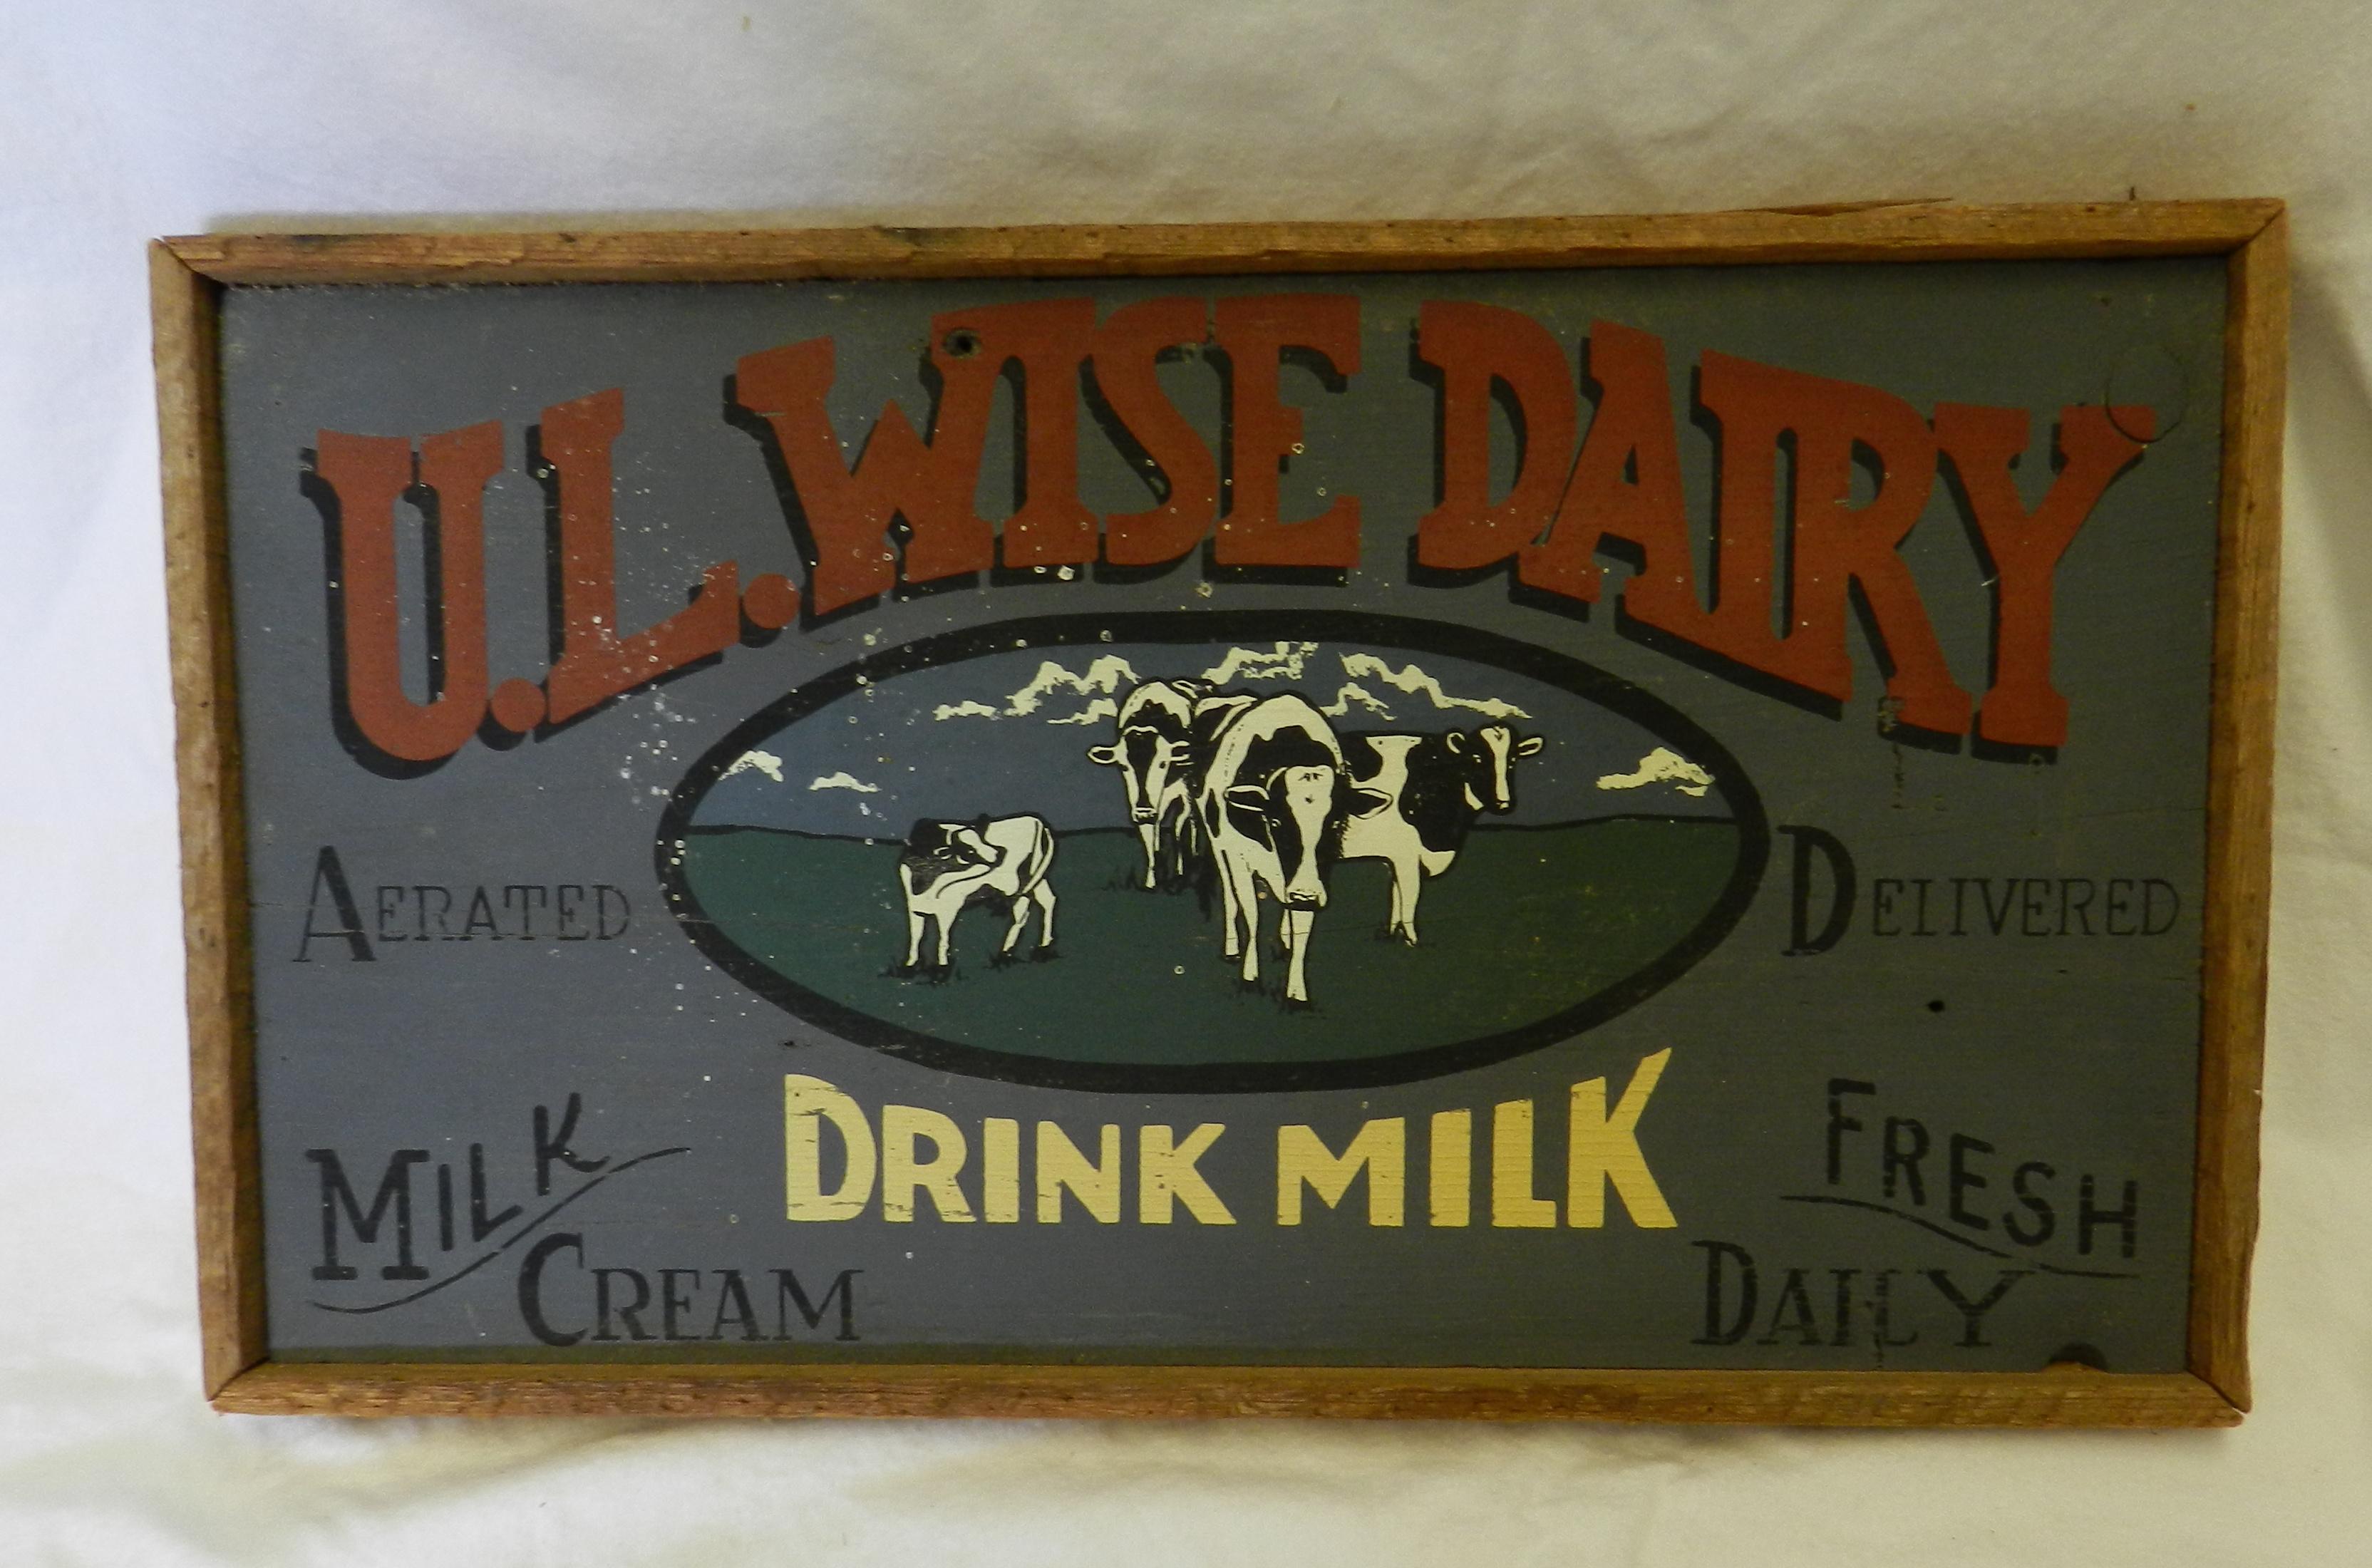 U.L. WISE DAIRY
AERATED
DELIVERED
DRINK MILK
MILK
CREAM
FRESH
DAILY